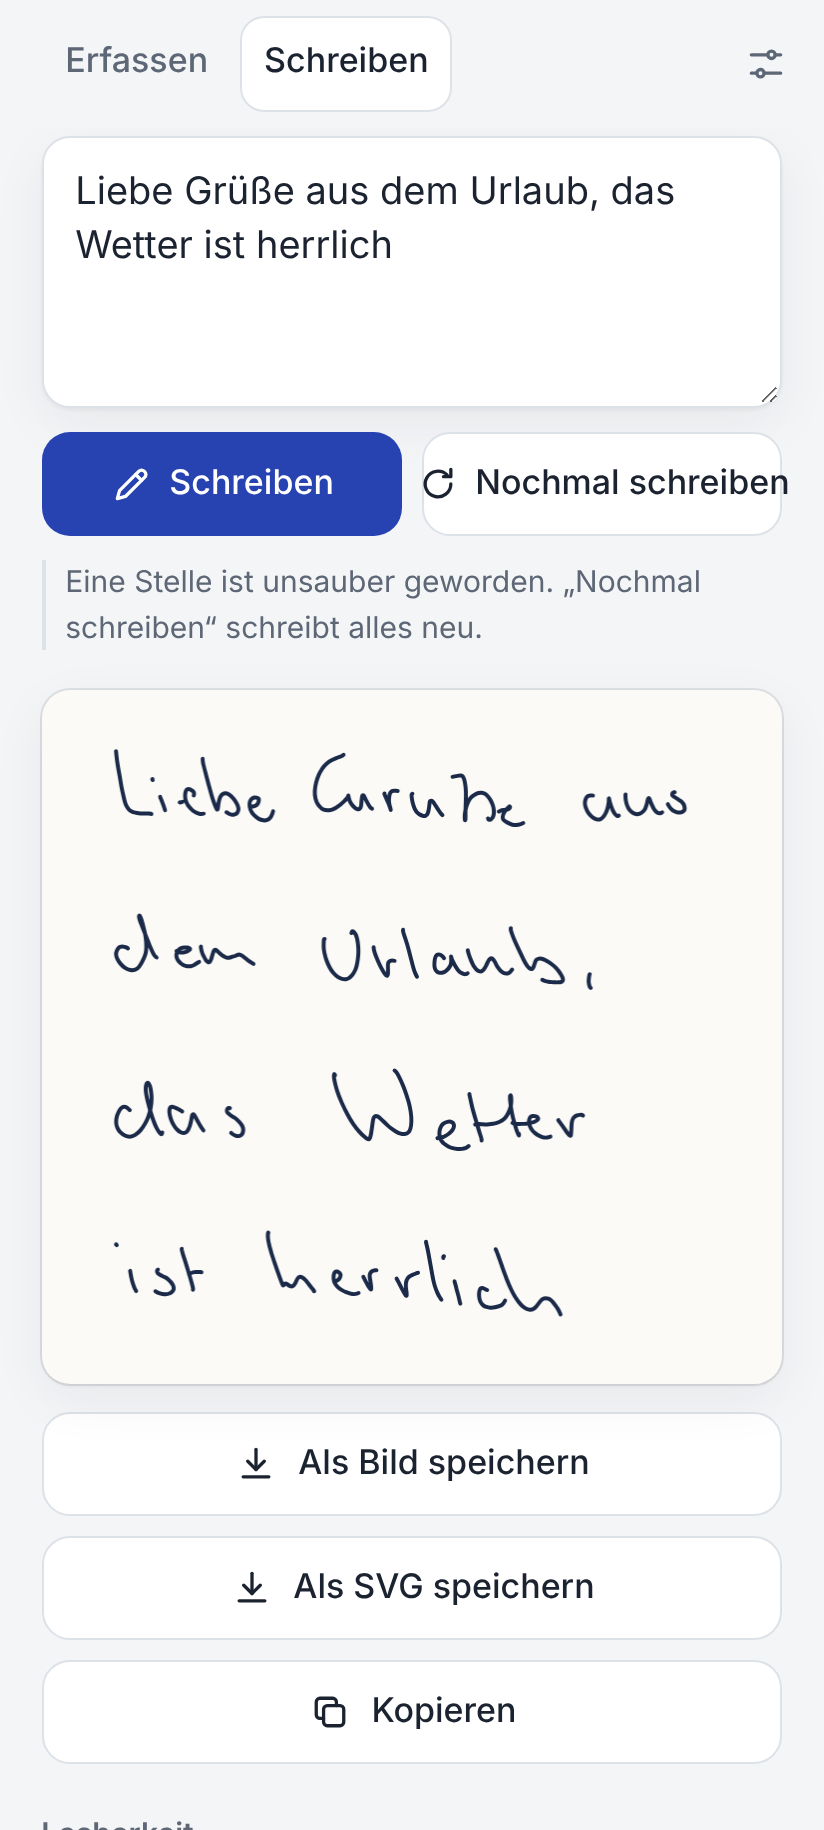 Erfassen Schreiben
Liebe Grüße aus dem Urlaub, das
Wetter ist herrlich
Schreiben Nochmal schreiben
Eine Stelle ist unsauber geworden. „Nochmal
schreiben“ schreibt alles neu.
Liebe Gruße aus
dem Urlaub,
das Wetter
ist herrlich
Als Bild speichern
Als SVG speichern
Kopieren